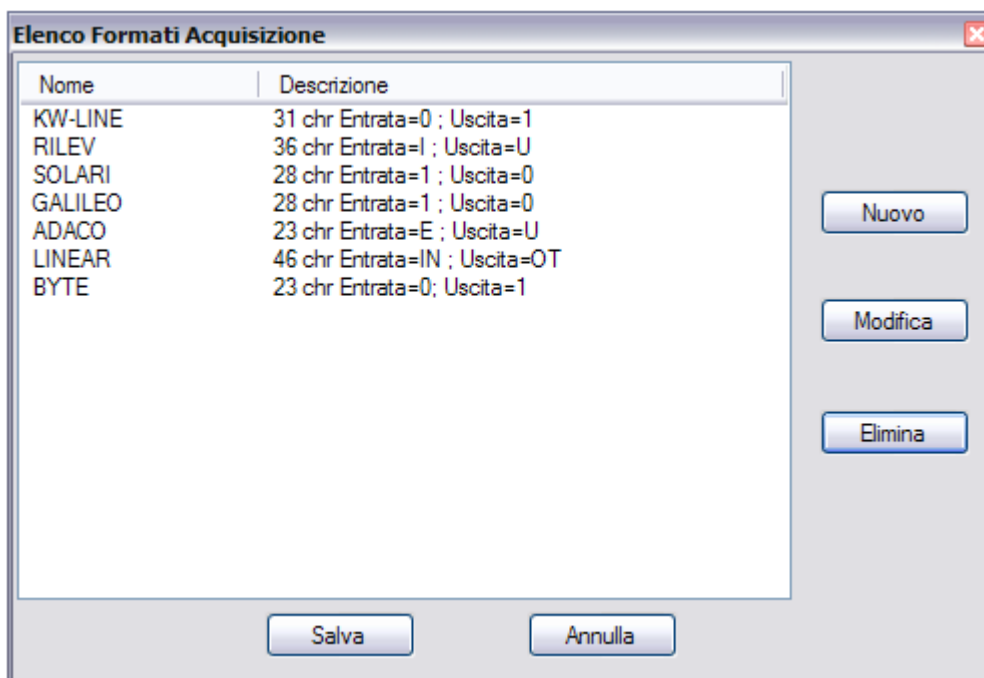 Elenco Formati Acquisizione
Nome Descrizione
KW-LINE 31 chr Entrata=0 ; Uscita=1
RILEV 36 chr Entrata=I ; Uscita=U
SOLARI 28 chr Entrata=1 ; Uscita=0
GALILEO 28 chr Entrata=1 ; Uscita=0
ADACO 23 chr Entrata=E ; Uscita=U
LINEAR 46 chr Entrata=IN ; Uscita=OT
BYTE 23 chr Entrata=0; Uscita=1
Nuovo
Modifica
Elimina
Salva Annulla